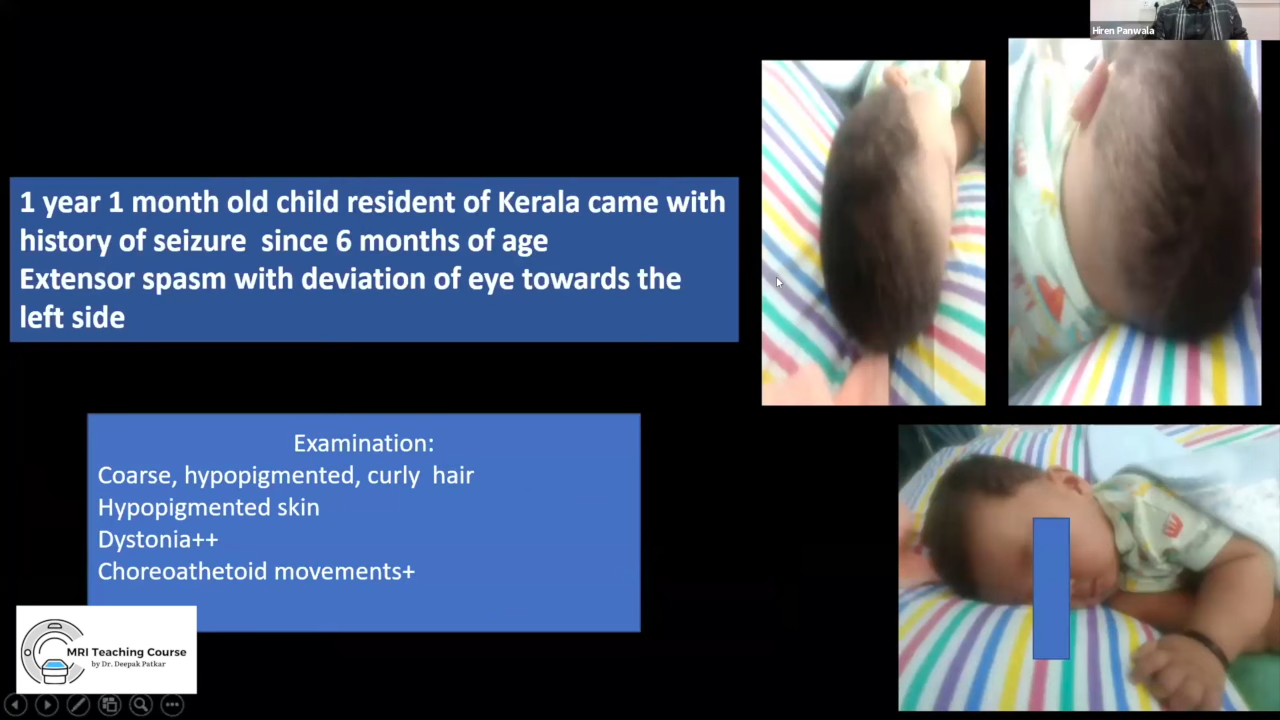 Hiren Panwala
1 year 1 month old child resident of Kerala came with
history of seizure since 6 months of age
Extensor spasm with deviation of eye towards the
left side
Examination:
Coarse, hypopigmented, curly hair
Hypopigmented skin
Dystonia++
Choreoathetoid movements+
MRI Teaching Course
by Dr. Deepak Patkar